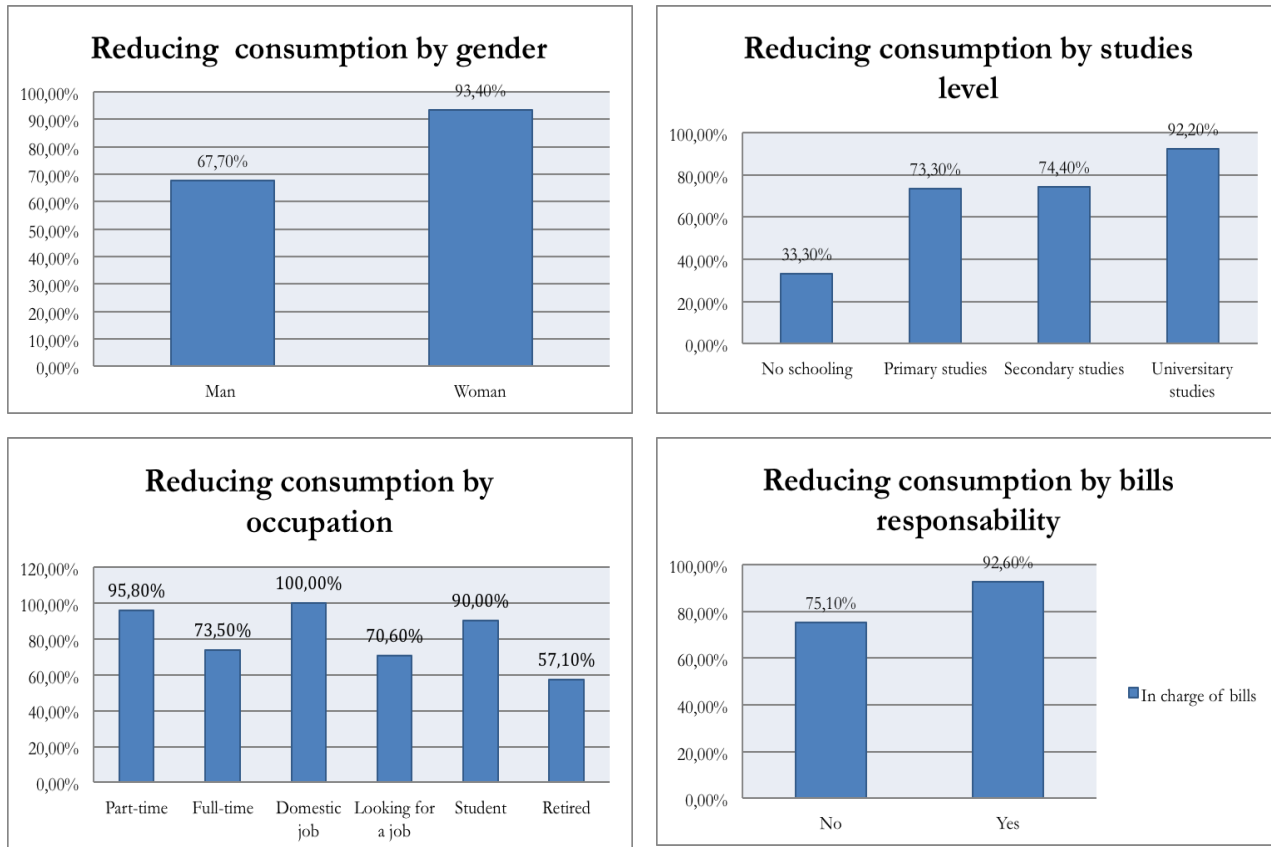 Reducing consumption by gender
100,00%
90,00%
80,00%
70,00%
60,00%
50,00%
40,00%
30,00%
20,00%
10,00%
0,00%
67,70%
93,40%
Man
Woman
Reducing consumption by studies
level
100,00%
80,00%
60,00%
40,00%
20,00%
0,00%
33,30%
73,30%
74,40%
92,20%
No schooling
Primary studies
Secondary studies
Universitary
studies
Reducing consumption by
occupation
120,00%
100,00%
80,00%
60,00%
40,00%
20,00%
0,00%
95,80%
73,50%
100,00%
70,60%
90,00%
57,10%
Part-time
Full-time
Domestic
job
Looking for
a job
Student
Retired
Reducing consumption by bills
responsability
100,00%
80,00%
60,00%
40,00%
20,00%
0,00%
75,10%
92,60%
No
Yes
In charge of bills